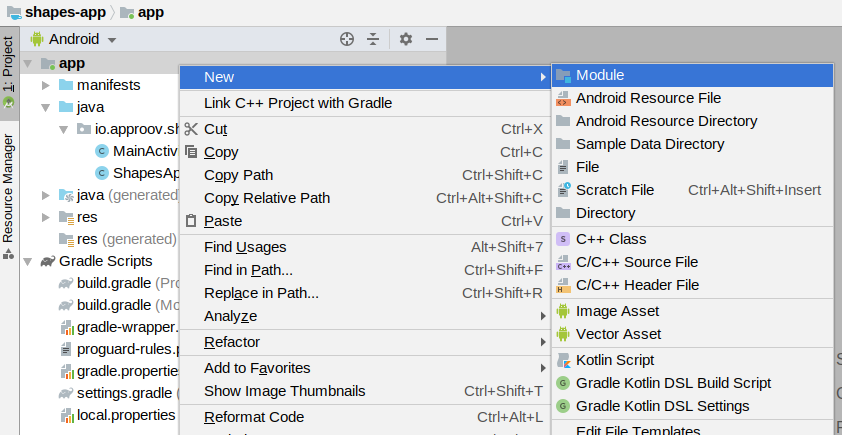 shapes-app app
Android
1: Project
Resource Manager
app
manifests
java
io.approov.sh
MainActiv
ShapesAp
java (generated)
res
res (generated)
Gradle Scripts
build.gradle (Pro
build.gradle (Mo
gradle-wrapper.
proguard-rules.p
gradle.propertie
settings.gradle (
local.properties
New
Link C++ Project with Gradle
Cut Ctrl+X
Copy Ctrl+C
Copy Path Ctrl+Shift+C
Copy Relative Path Ctrl+Alt+Shift+C
Paste Ctrl+V
Find Usages Alt+Shift+7
Find in Path... Ctrl+Shift+F
Replace in Path... Ctrl+Shift+R
Analyze
Refactor
Add to Favorites
Show Image Thumbnails Ctrl+Shift+T
Reformat Code Ctrl+Alt+L
Module
Android Resource File
Android Resource Directory
Sample Data Directory
File
Scratch File Ctrl+Alt+Shift+Insert
Directory
C++ Class
C/C++ Source File
C/C++ Header File
Image Asset
Vector Asset
Kotlin Script
Gradle Kotlin DSL Build Script
Gradle Kotlin DSL Settings
Edit File Templates